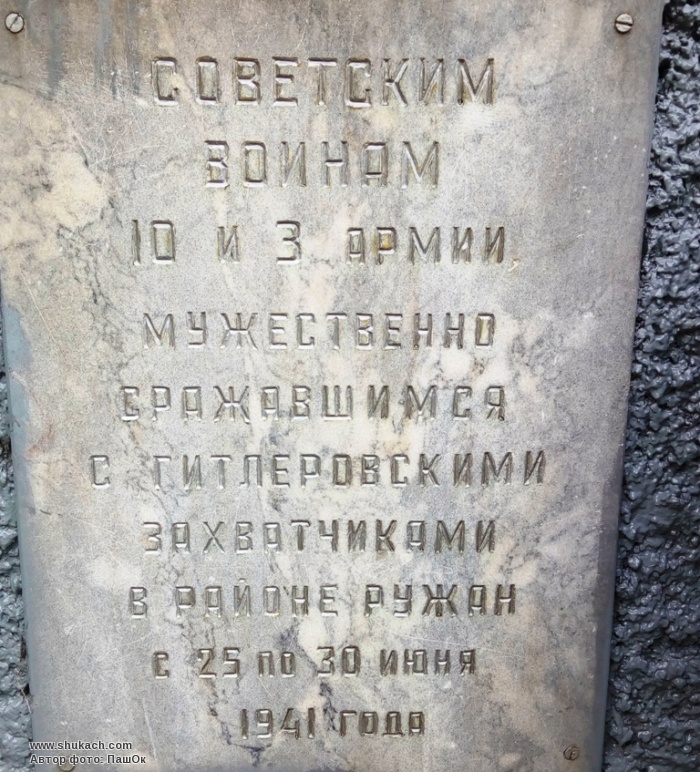 СОВЕТСКИМ
ВОИНАМ
10 и 3 АРМИИ,
МУЖЕСТВЕННО
СРАЖАВШИМСЯ
С ГИТЛЕРОВСКИМИ
ЗАХВАТЧИКАМИ
В РАЙОНЕ РУЖАН
с 25 по 30 июня
1941 года
www.shukach.com
Автор фото: ПашОк